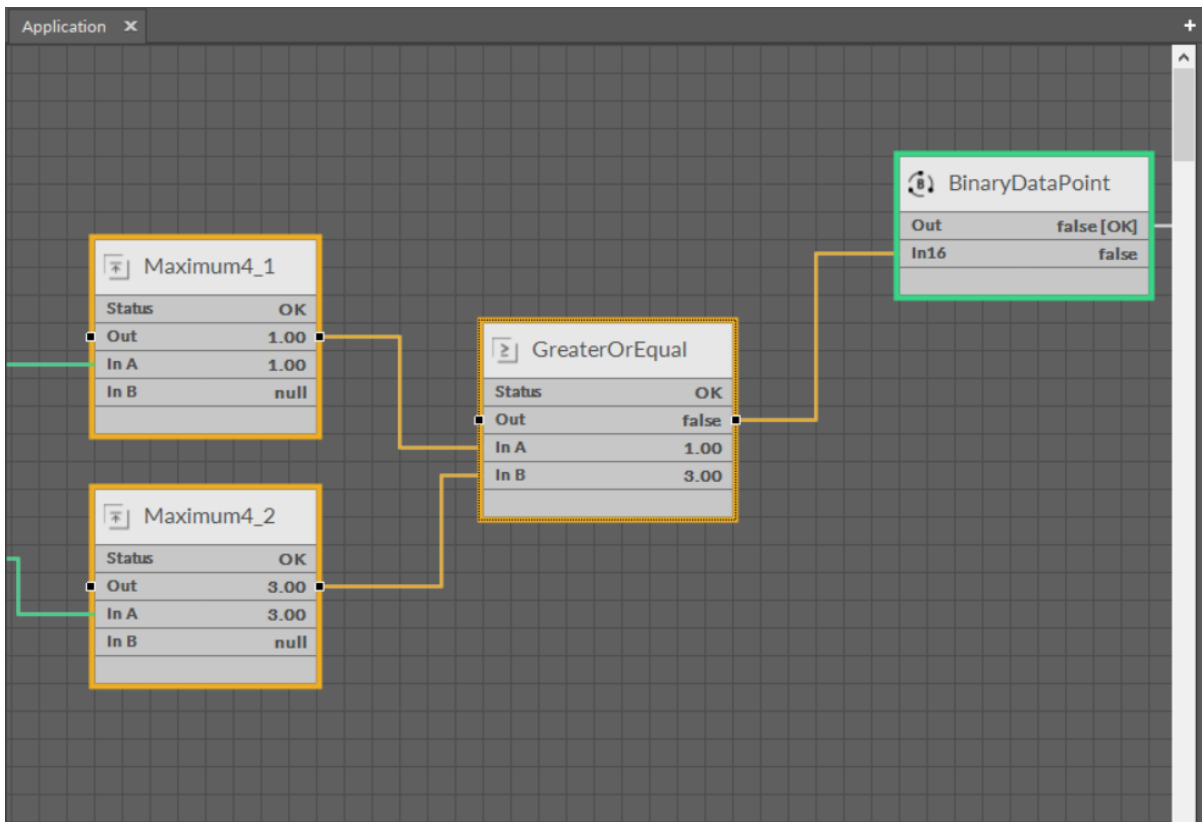 Application
Maximum4_1
Status OK
Out 1.00
In A 1.00
In B null
Maximum4_2
Status OK
Out 3.00
In A 3.00
In B null
GreaterOrEqual
Status OK
Out false
In A 1.00
In B 3.00
BinaryDataPoint
Out false [OK]
In16 false